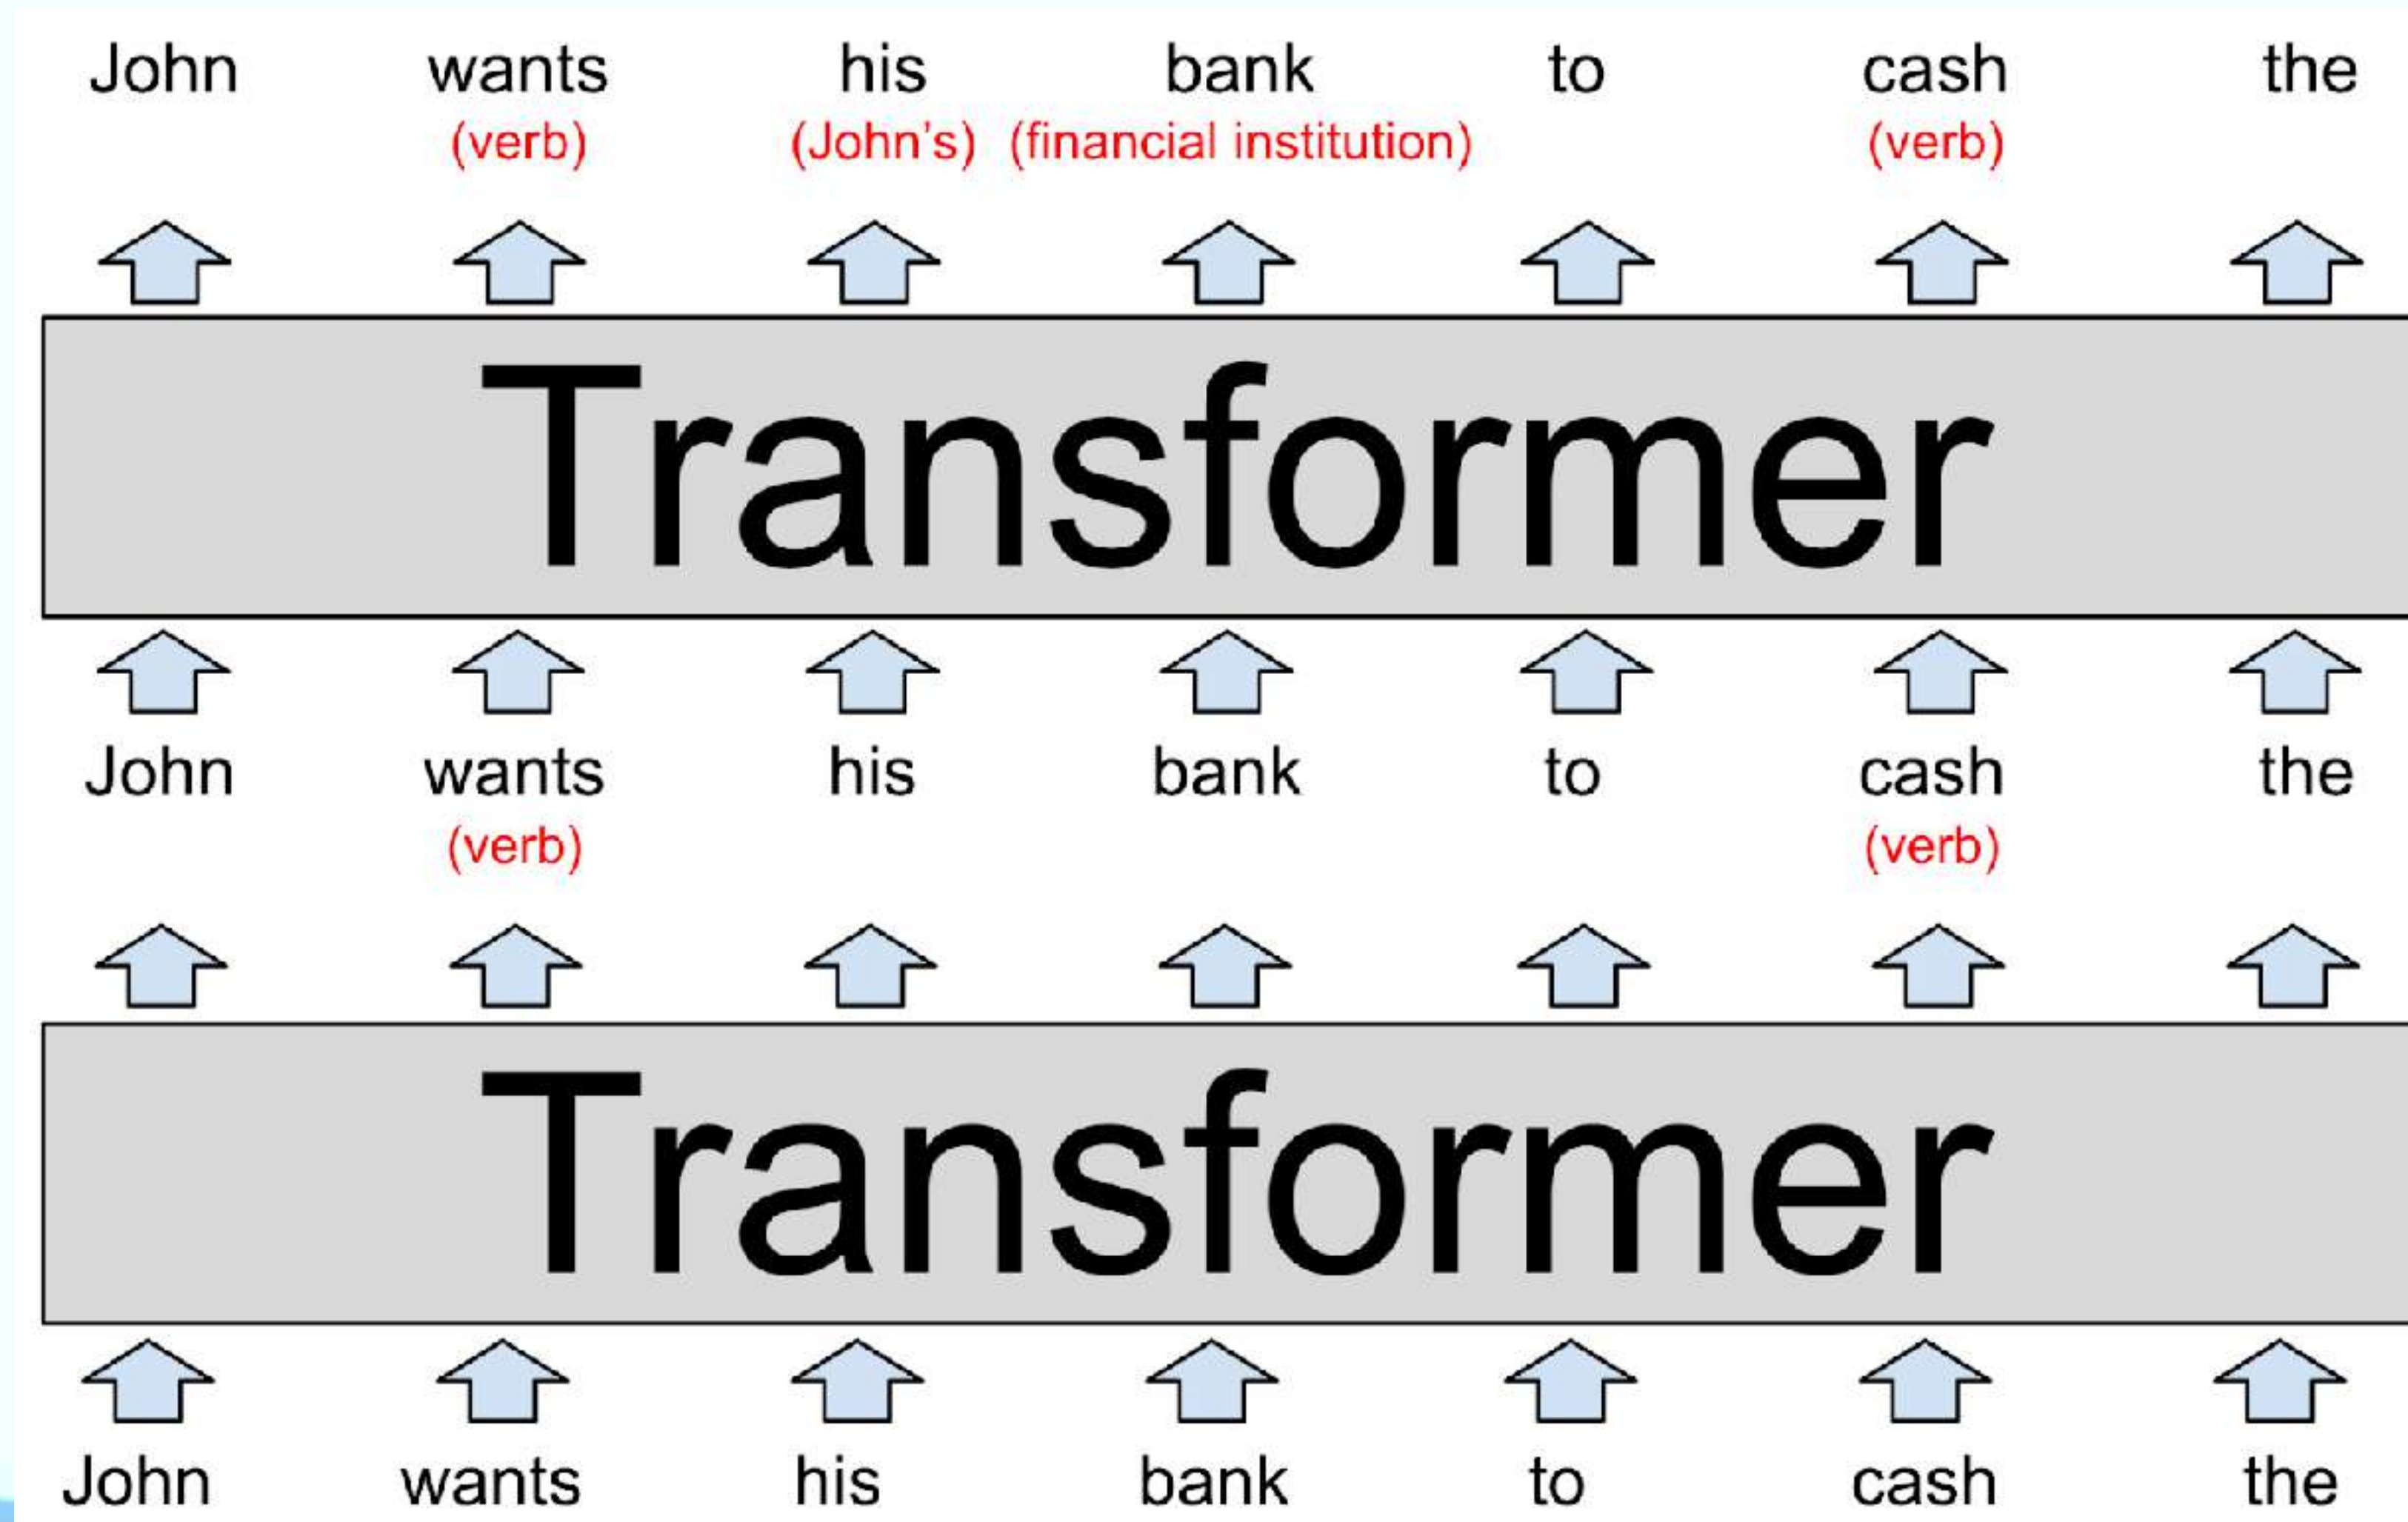 John wants his bank to cash the
(verb) (John's) (financial institution) (verb)
Transformer
John wants his bank to cash the
(verb) (verb)
Transformer
John wants his bank to cash the